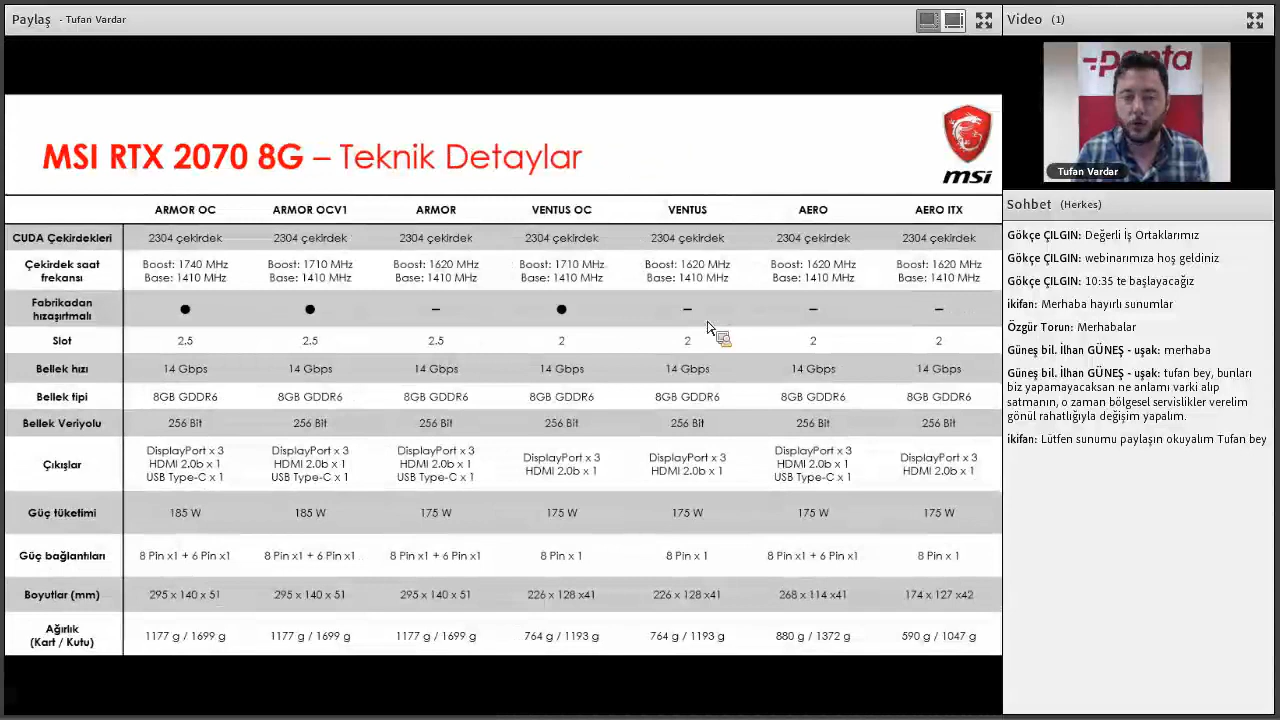 Paylaş - Tufan Vardar
Video (1)
penta
Tufan Vardar
MSI RTX 2070 8G – Teknik Detaylar
msi
ARMOR OC ARMOR OCV1 ARMOR VENTUS OC VENTUS AERO AERO ITX
CUDA Çekirdekleri 2304 çekirdek 2304 çekirdek 2304 çekirdek 2304 çekirdek 2304 çekirdek 2304 çekirdek 2304 çekirdek
Çekirdek saat Boost: 1740 MHz Boost: 1710 MHz Boost: 1620 MHz Boost: 1710 MHz Boost: 1620 MHz Boost: 1620 MHz Boost: 1620 MHz
frekansı Base: 1410 MHz Base: 1410 MHz Base: 1410 MHz Base: 1410 MHz Base: 1410 MHz Base: 1410 MHz Base: 1410 MHz
Fabrikadan
hızaşırtmalı ● ● – ● – – –
Slot 2.5 2.5 2.5 2 2 2 2
Bellek hızı 14 Gbps 14 Gbps 14 Gbps 14 Gbps 14 Gbps 14 Gbps 14 Gbps
Bellek tipi 8GB GDDR6 8GB GDDR6 8GB GDDR6 8GB GDDR6 8GB GDDR6 8GB GDDR6 8GB GDDR6
Bellek Veriyolu 256 Bit 256 Bit 256 Bit 256 Bit 256 Bit 256 Bit 256 Bit
Çıkışlar
DisplayPort x 3 DisplayPort x 3 DisplayPort x 3 DisplayPort x 3 DisplayPort x 3 DisplayPort x 3 DisplayPort x 3
HDMI 2.0b x 1 HDMI 2.0b x 1 HDMI 2.0b x 1 HDMI 2.0b x 1 HDMI 2.0b x 1 HDMI 2.0b x 1 HDMI 2.0b x 1
USB Type-C x 1 USB Type-C x 1 USB Type-C x 1 USB Type-C x 1
Güç tüketimi 185 W 185 W 175 W 175 W 175 W 175 W 175 W
Güç bağlantıları 8 Pin x1 + 6 Pin x1 8 Pin x1 + 6 Pin x1 8 Pin x1 + 6 Pin x1 8 Pin x 1 8 Pin x 1 8 Pin x1 + 6 Pin x1 8 Pin x 1
Boyutlar (mm) 295 x 140 x 51 295 x 140 x 51 295 x 140 x 51 226 x 128 x41 226 x 128 x41 268 x 114 x41 174 x 127 x42
Ağırlık
(Kart / Kutu) 1177 g / 1699 g 1177 g / 1699 g 1177 g / 1699 g 764 g / 1193 g 764 g / 1193 g 880 g / 1372 g 590 g / 1047 g
Sohbet (Herkes)
Gökçe ÇILGIN: Değerli İş Ortaklarımız
Gökçe ÇILGIN: webinarımıza hoş geldiniz
Gökçe ÇILGIN: 10:35 te başlayacağız
ikifan: Merhaba hayırlı sunumlar
Özgür Torun: Merhabalar
Güneş bil. İlhan GÜNEŞ - uşak: merhaba
Güneş bil. İlhan GÜNEŞ - uşak: tufan bey, bunları
biz yapamayacaksan ne anlamı varki alıp
satmanın, o zaman bölgesel servislikler verelim
gönül rahatlığıyla değişim yapalım.
ikifan: Lütfen sunumu paylaşın okuyalım Tufan bey